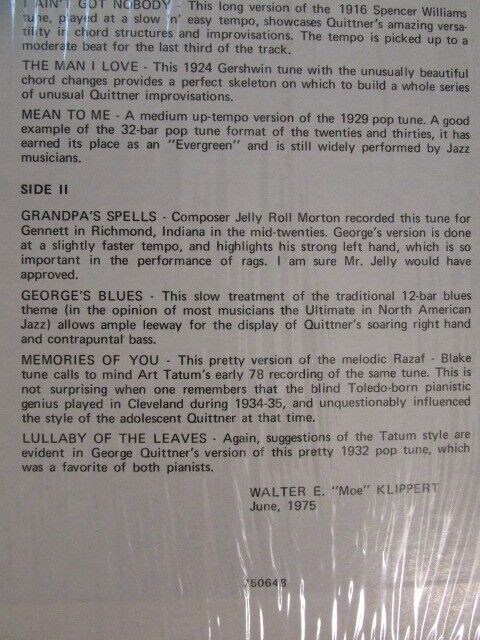 I AIN'T GOT NOBODY - This long version of the 1916 Spencer Williams
tune, played at a slow 'n' easy tempo, showcases Quittner's amazing versa-
tility in chord structures and improvisations. The tempo is picked up to a
moderate beat for the last third of the track.
THE MAN I LOVE - This 1924 Gershwin tune with the unusually beautiful
chord changes provides a perfect skeleton on which to build a whole series
of unusual Quittner improvisations.
MEAN TO ME - A medium up-tempo version of the 1929 pop tune. A good
example of the 32-bar pop tune format of the twenties and thirties, it has
earned its place as an "Evergreen" and is still widely performed by Jazz
musicians.
SIDE II
GRANDPA'S SPELLS - Composer Jelly Roll Morton recorded this tune for
Gennett in Richmond, Indiana in the mid-twenties. George's version is done
at a slightly faster tempo, and highlights his strong left hand, which is so
important in the performance of rags. I am sure Mr. Jelly would have
approved.
GEORGE'S BLUES - This slow treatment of the traditional 12-bar blues
theme (in the opinion of most musicians the Ultimate in North American
Jazz) allows ample leeway for the display of Quittner's soaring right hand
and contrapuntal bass.
MEMORIES OF YOU - This pretty version of the melodic Razaf - Blake
tune calls to mind Art Tatum's early 78 recording of the same tune. This is
not surprising when one remembers that the blind Toledo-born pianistic
genius played in Cleveland during 1934-35, and unquestionably influenced
the style of the adolescent Quittner at that time.
LULLABY OF THE LEAVES - Again, suggestions of the Tatum style are
evident in George Quittner's version of this pretty 1932 pop tune, which
was a favorite of both pianists.
WALTER E. "Moe" KLIPPERT
June, 1975
750648